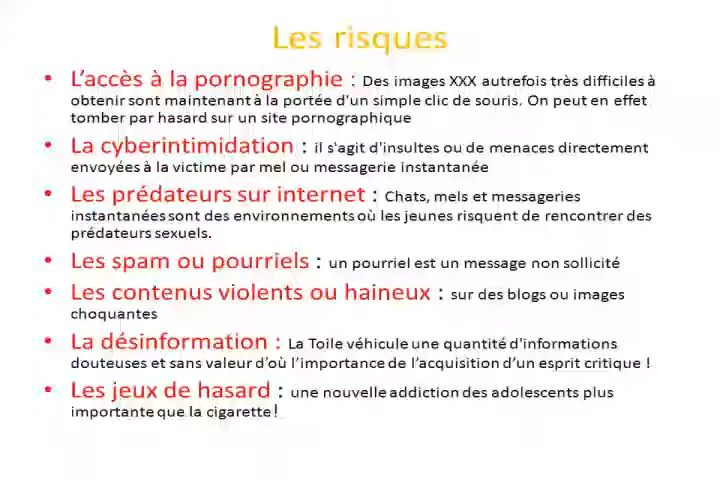 Les risques
• L'accès à la pornographie : Des images XXX autrefois très difficiles à
obtenir sont maintenant à la portée d'un simple clic de souris. On peut en effet
tomber par hasard sur un site pornographique
• La cyberintimidation : il s'agit d'insultes ou de menaces directement
envoyées à la victime par mel ou messagerie instantanée
• Les prédateurs sur internet : Chats, mels et messageries
instantanées sont des environnements où les jeunes risquent de rencontrer des
prédateurs sexuels.
• Les spam ou pourriels : un pourriel est un message non sollicité
• Les contenus violents ou haineux : sur des blogs ou images
choquantes
• La désinformation : La Toile véhicule une quantité d'informations
douteuses et sans valeur d'où l'importance de l'acquisition d'un esprit critique !
• Les jeux de hasard : une nouvelle addiction des adolescents plus
importante que la cigarette !